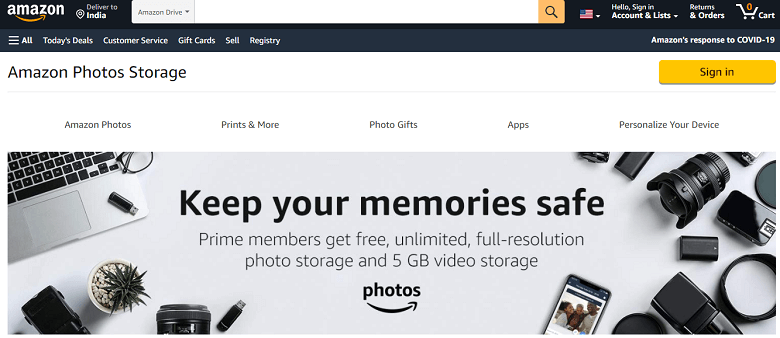 amazon
Deliver to
India
Amazon Drive
Hello, Sign in
Account & Lists
Returns
& Orders
0
Cart
All
Today's Deals
Customer Service
Gift Cards
Sell
Registry
Amazon's response to COVID-19
Amazon Photos Storage
Sign in
Amazon Photos
Prints & More
Photo Gifts
Apps
Personalize Your Device
Keep your memories safe
Prime members get free, unlimited, full-resolution
photo storage and 5 GB video storage
photos